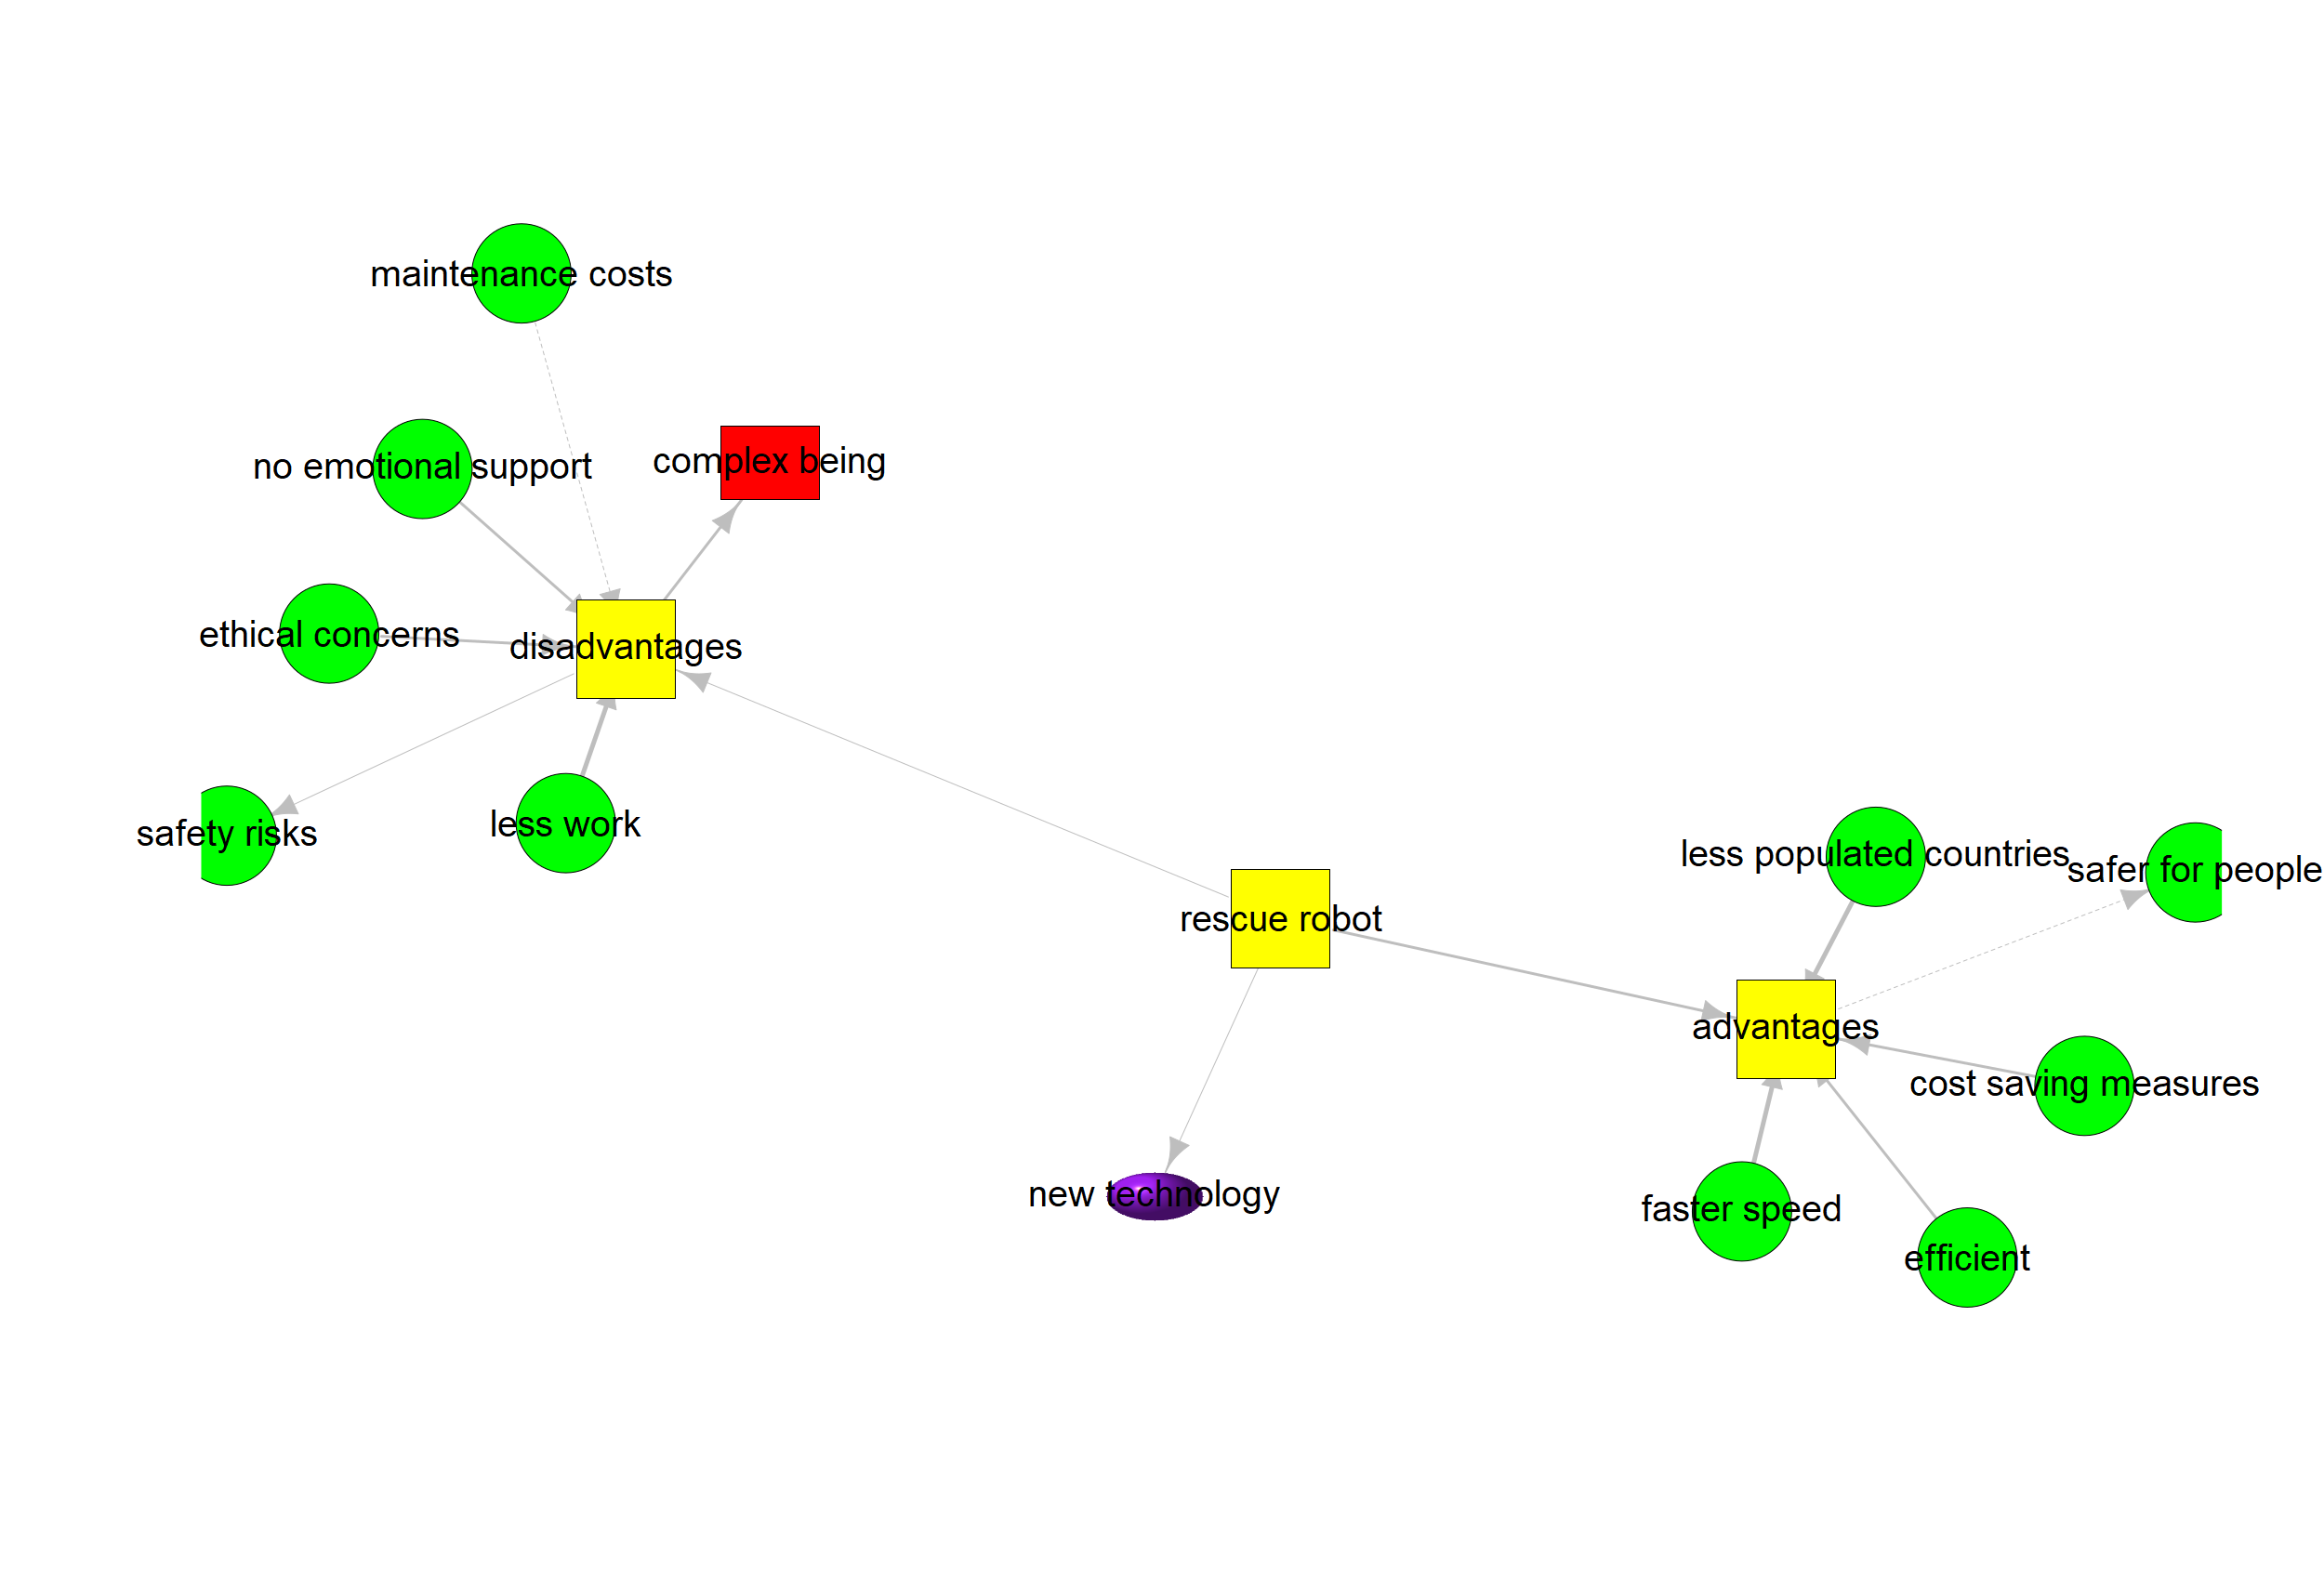 maintenance costs
no emotional support
complex being
ethical concerns
disadvantages
safety risks
less work
less populated countries
safer for people
rescue robot
advantages
cost saving measures
new technology
faster speed
efficient